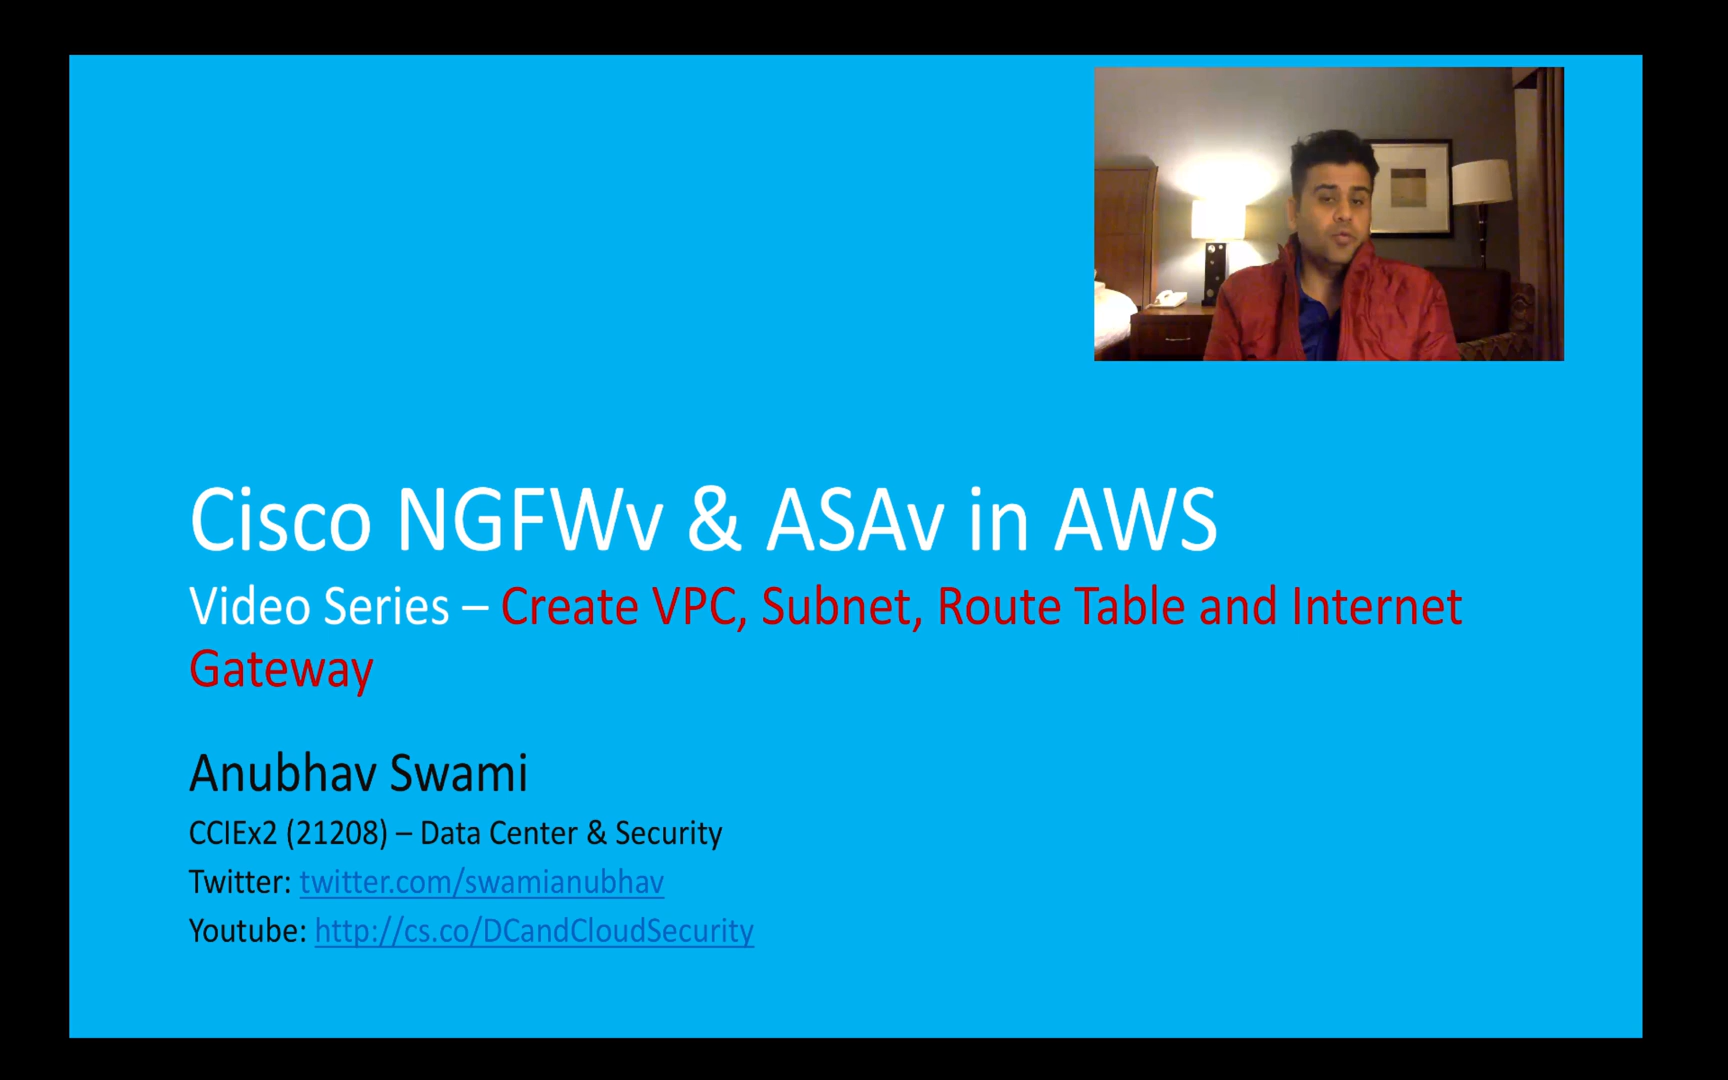 Cisco NGFWv & ASAv in AWS
Video Series – Create VPC, Subnet, Route Table and Internet
Gateway
Anubhav Swami
CCIEx2 (21208) – Data Center & Security
Twitter: twitter.com/swamianubhav
Youtube: http://cs.co/DCandCloudSecurity